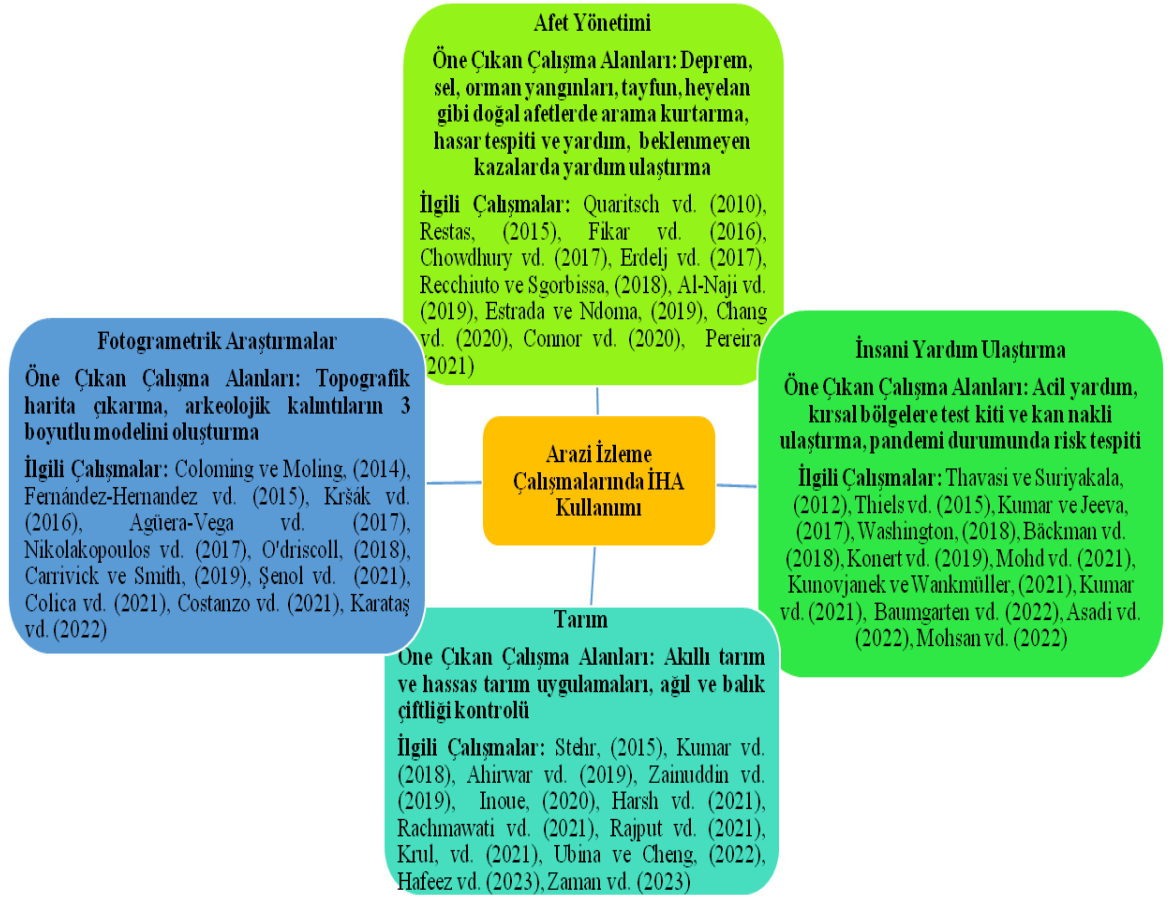 Afet Yönetimi
Öne Çıkan Çalışma Alanları: Deprem,
sel, orman yangınları, tayfun, heyelan
gibi doğal afetlerde arama kurtarma,
hasar tespiti ve yardım, beklenmeyen
kazalarda yardım ulaştırma
İlgili Çalışmalar: Quaritsch vd. (2010),
Restas, (2015), Fikar vd. (2016),
Chowdhury vd. (2017), Erdelj vd. (2017),
Recchiuto ve Sgorbissa, (2018), Al-Naji vd.
(2019), Estrada ve Ndoma, (2019), Chang
vd. (2020), Connor vd. (2020), Pereira,
(2021)
Fotogrametrik Araştırmalar
Öne Çıkan Çalışma Alanları: Topografik
harita çıkarma, arkeolojik kalıntıların 3
boyutlu modelini oluşturma
İlgili Çalışmalar: Coloming ve Moling, (2014),
Fernández-Hernandez vd. (2015), Kršák vd.
(2016), Agüera-Vega vd. (2017),
Nikolakopoulos vd. (2017), O'driscoll, (2018),
Carrivick ve Smith, (2019), Şenol vd. (2021),
Colica vd. (2021), Costanzo vd. (2021), Karataş
vd. (2022)
Arazi İzleme
Çalışmalarında İHA
Kullanımı
İnsani Yardım Ulaştırma
Öne Çıkan Çalışma Alanları: Acil yardım,
kırsal bölgelere test kiti ve kan nakli
ulaştırma, pandemi durumunda risk tespiti
İlgili Çalışmalar: Thavasi ve Suriyakala,
(2012), Thiels vd. (2015), Kumar ve Jeeva,
(2017), Washington, (2018), Bäckman vd.
(2018), Konert vd. (2019), Mohd vd. (2021),
Kunovjanek ve Wankmüller, (2021), Kumar
vd. (2021), Baumgarten vd. (2022), Asadi vd.
(2022), Mohsan vd. (2022)
Tarım
Öne Çıkan Çalışma Alanları: Akıllı tarım
ve hassas tarım uygulamaları, ağıl ve balık
çiftliği kontrolü
İlgili Çalışmalar: Stehr, (2015), Kumar vd.
(2018), Ahirwar vd. (2019), Zainuddin vd.
(2019), Inoue, (2020), Harsh vd. (2021),
Rachmawati vd. (2021), Rajput vd. (2021),
Krul, vd. (2021), Ubina ve Cheng, (2022),
Hafeez vd. (2023), Zaman vd. (2023)